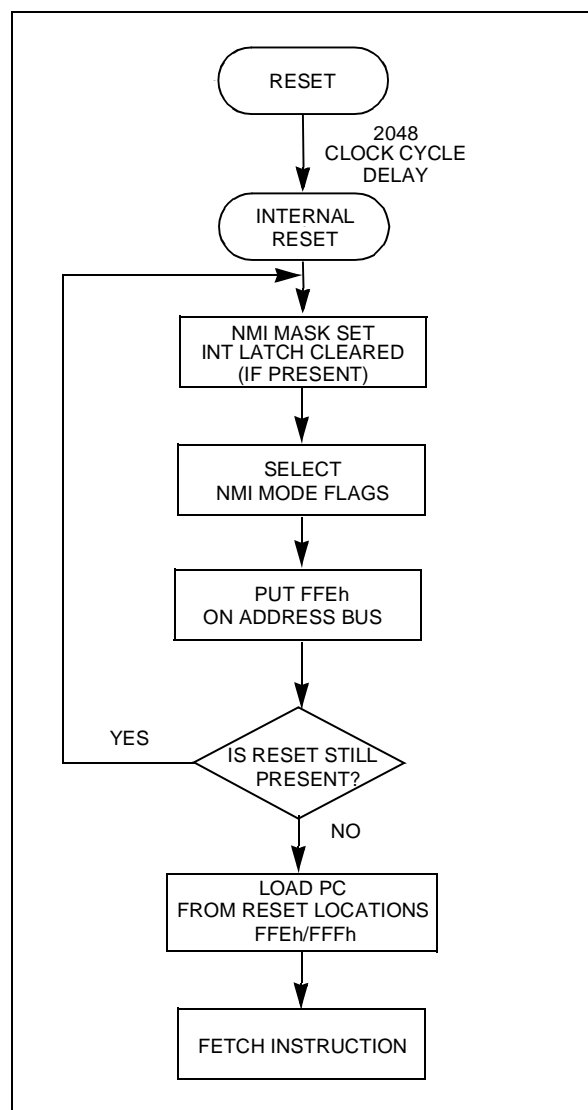 RESET
2048
CLOCK CYCLE
DELAY
INTERNAL
RESET
NMI MASK SET
INT LATCH CLEARED
(IF PRESENT)
SELECT
NMI MODE FLAGS
PUT FFEh
ON ADDRESS BUS
YES
IS RESET STILL
PRESENT?
NO
LOAD PC
FROM RESET LOCATIONS
FFEh/FFFh
FETCH INSTRUCTION